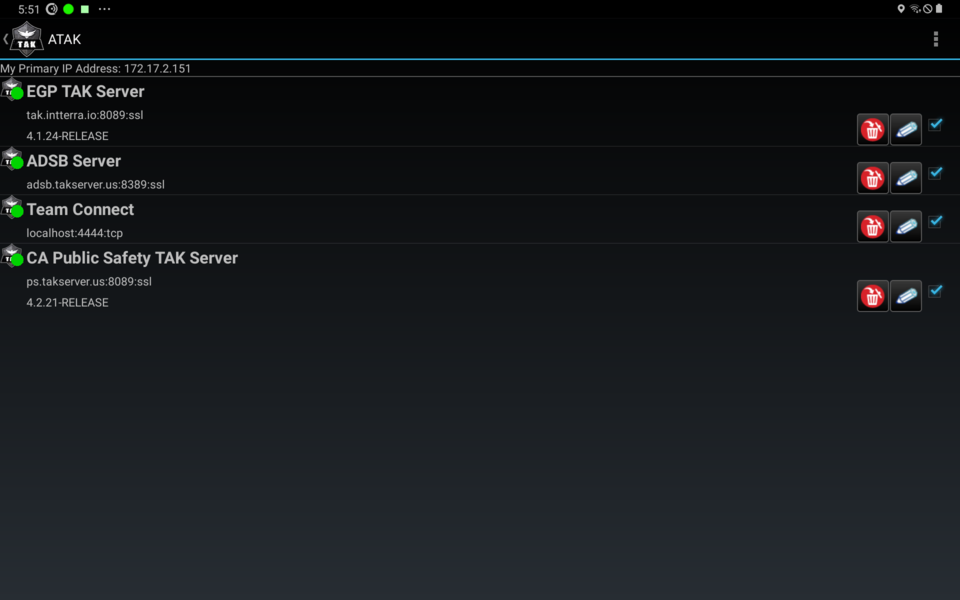 5:51
TAK ATAK
My Primary IP Address: 172.17.2.151
EGP TAK Server
tak.intterra.io:8089:ssl
4.1.24-RELEASE
ADSB Server
adsb.takserver.us:8389:ssl
Team Connect
localhost:4444:tcp
CA Public Safety TAK Server
ps.takserver.us:8089:ssl
4.2.21-RELEASE